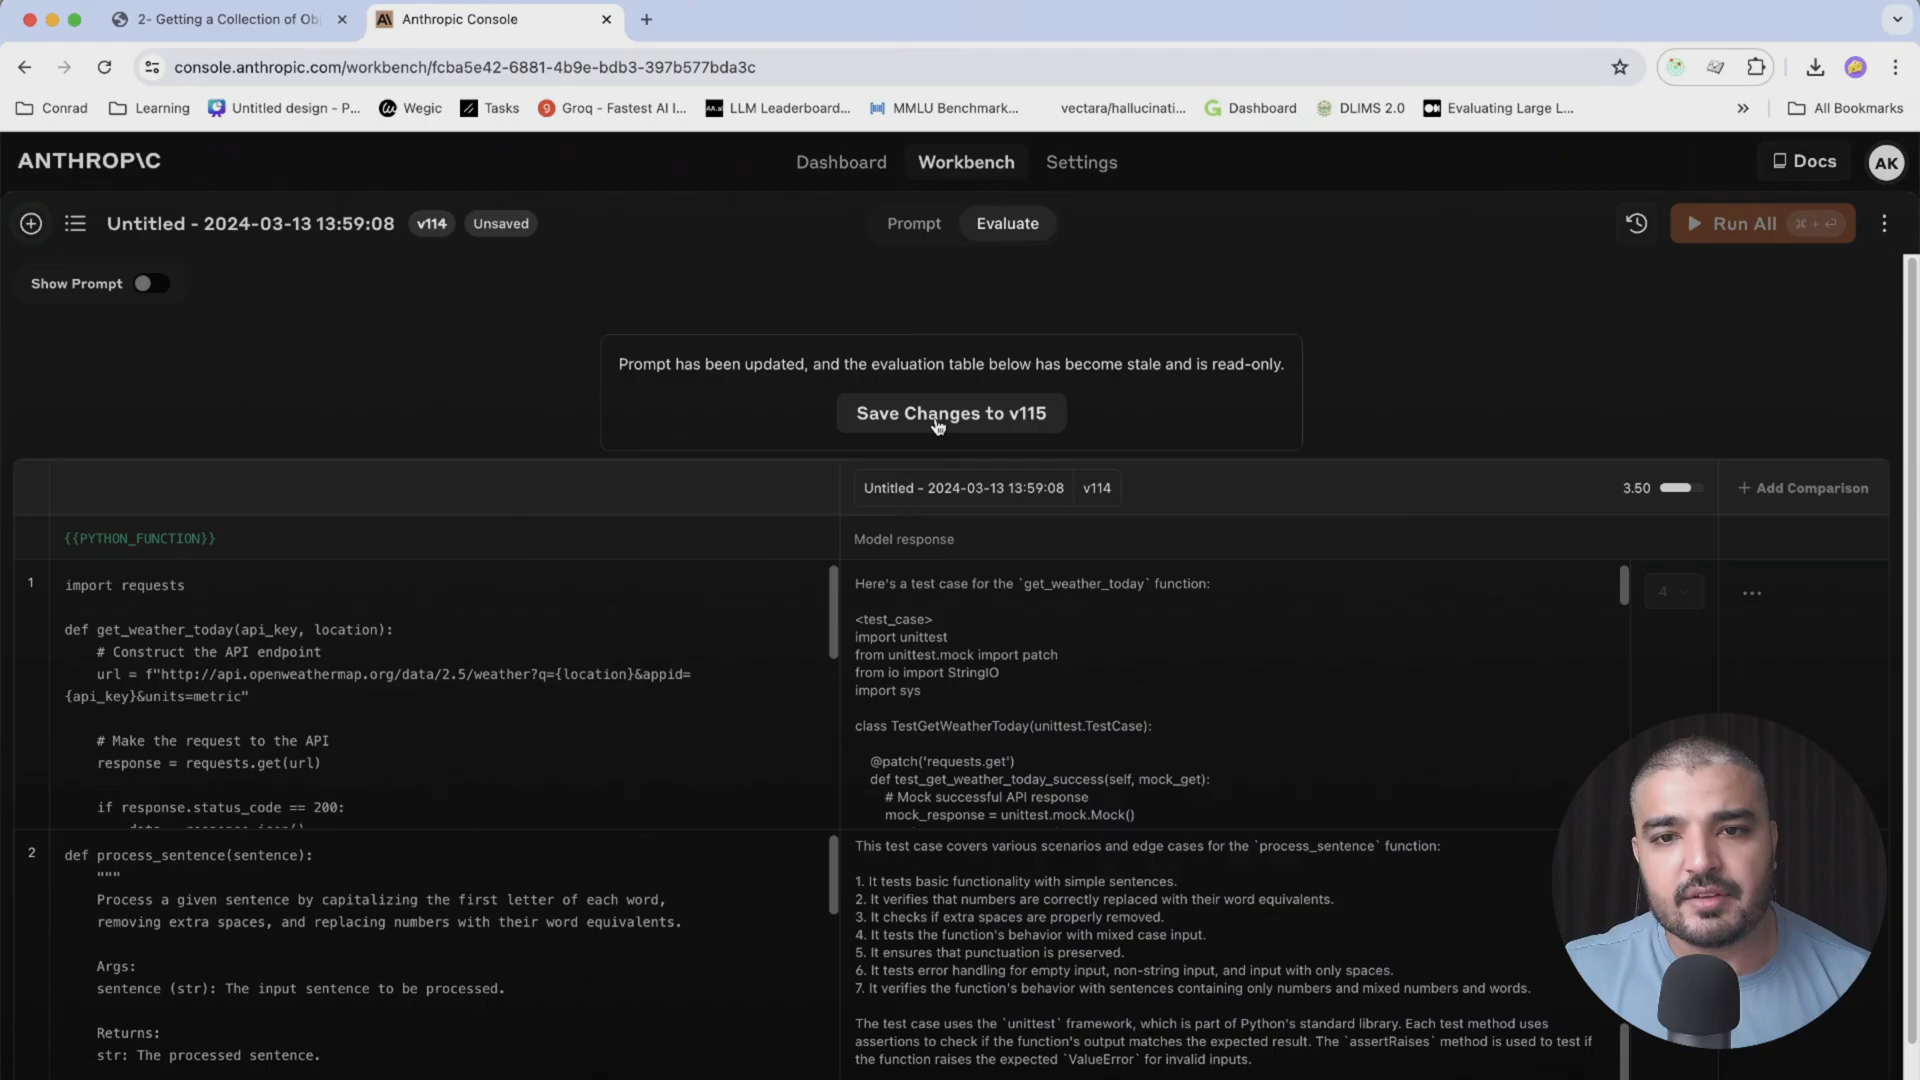 2- Getting a Collection of Ob
Anthropic Console
console.anthropic.com/workbench/fcba5e42-6881-4b9e-bdb3-397b577bda3c
Conrad
Learning
Untitled design - P...
Wegic
Tasks
Groq - Fastest AI I...
LLM Leaderboard...
MMLU Benchmark...
vectara/hallucinati...
Dashboard
DLIMS 2.0
Evaluating Large L...
»
All Bookmarks
ANTHROP\C
Dashboard
Workbench
Settings
Docs
AK
Untitled - 2024-03-13 13:59:08
v114
Unsaved
Prompt
Evaluate
Run All ⌘ + ⏎
Show Prompt
Prompt has been updated, and the evaluation table below has become stale and is read-only.
Save Changes to v115
Untitled - 2024-03-13 13:59:08
v114
3.50
+ Add Comparison
{{PYTHON_FUNCTION}}
Model response
1
import requests
def get_weather_today(api_key, location):
# Construct the API endpoint
url = f"http://api.openweathermap.org/data/2.5/weather?q={location}&appid=
{api_key}&units=metric"
# Make the request to the API
response = requests.get(url)
if response.status_code == 200:
Here's a test case for the `get_weather_today` function:
<test_case>
import unittest
from unittest.mock import patch
from io import StringIO
import sys
class TestGetWeatherToday(unittest.TestCase):
@patch('requests.get')
def test_get_weather_today_success(self, mock_get):
# Mock successful API response
mock_response = unittest.mock.Mock()
4
...
2
def process_sentence(sentence):
"""
Process a given sentence by capitalizing the first letter of each word,
removing extra spaces, and replacing numbers with their word equivalents.
Args:
sentence (str): The input sentence to be processed.
Returns:
str: The processed sentence.
This test case covers various scenarios and edge cases for the `process_sentence` function:
1. It tests basic functionality with simple sentences.
2. It verifies that numbers are correctly replaced with their word equivalents.
3. It checks if extra spaces are properly removed.
4. It tests the function's behavior with mixed case input.
5. It ensures that punctuation is preserved.
6. It tests error handling for empty input, non-string input, and input with only spaces.
7. It verifies the function's behavior with sentences containing only numbers and mixed numbers and words.
The test case uses the `unittest` framework, which is part of Python's standard library. Each test method uses
assertions to check if the function's output matches the expected result. The `assertRaises` method is used to test if
the function raises the expected `ValueError` for invalid inputs.